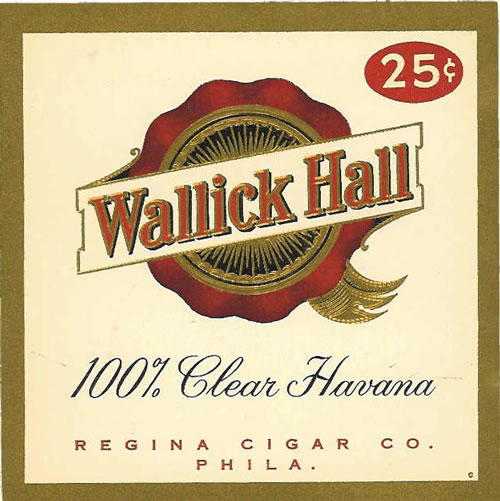 25¢
Wallick Hall
100% Clear Havana
REGINA CIGAR CO.
PHILA.
©